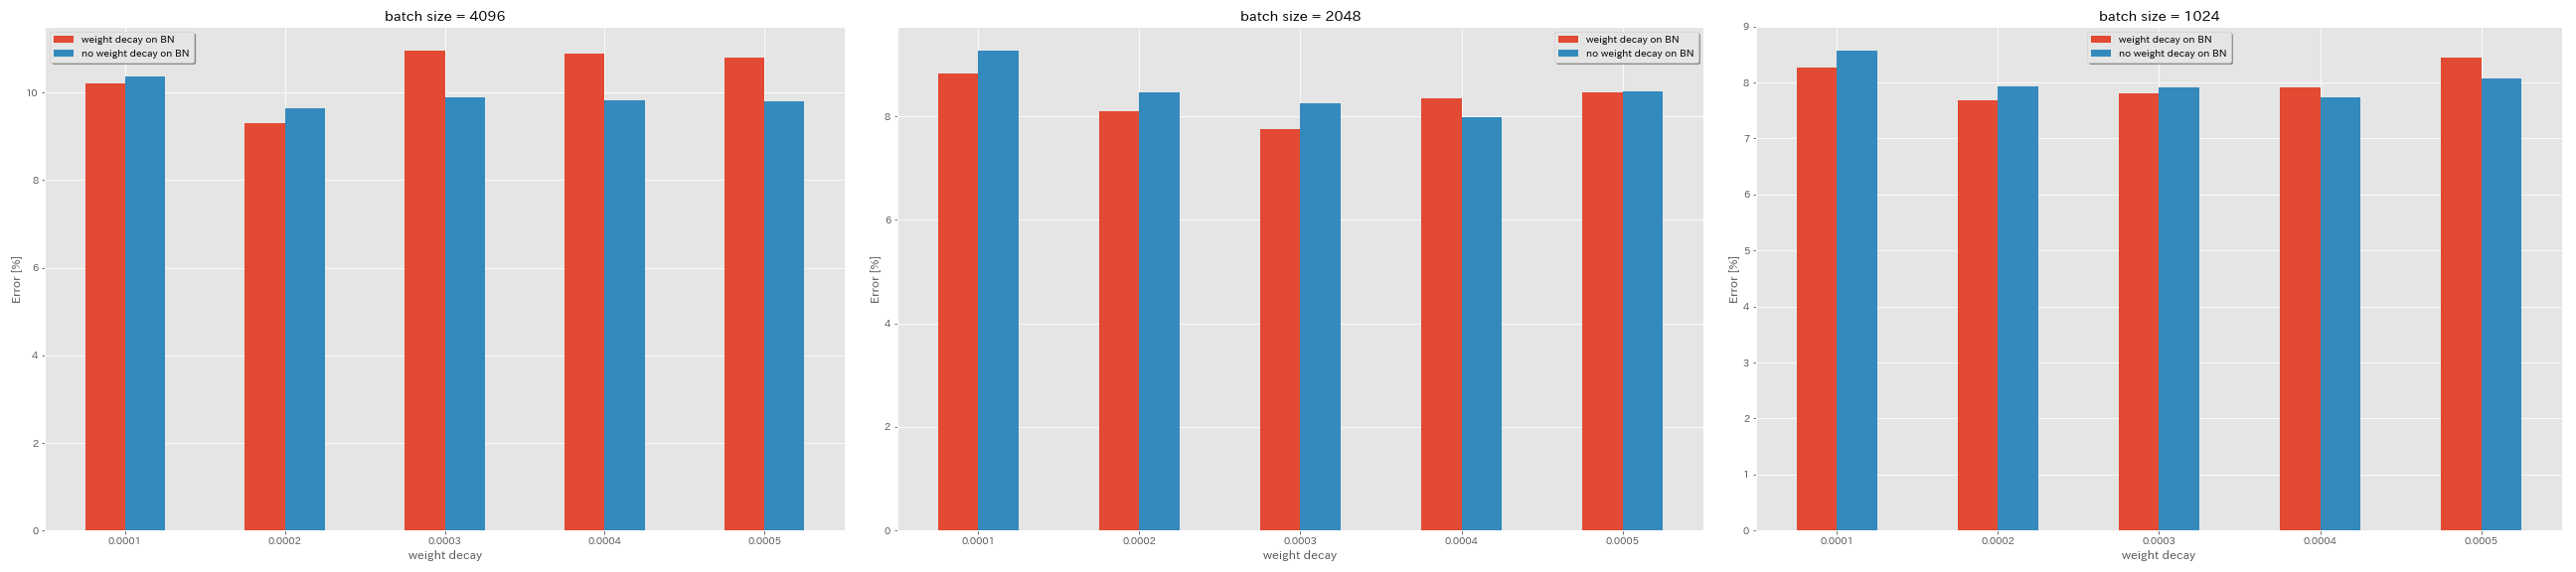 batch size = 4096
weight decay on BN
no weight decay on BN
Error [%]
10
8
6
4
2
0
0.0001 0.0002 0.0003 0.0004 0.0005
weight decay
batch size = 2048
weight decay on BN
no weight decay on BN
Error [%]
8
6
4
2
0
0.0001 0.0002 0.0003 0.0004 0.0005
weight decay
batch size = 1024
weight decay on BN
no weight decay on BN
Error [%]
9
8
7
6
5
4
3
2
1
0
0.0001 0.0002 0.0003 0.0004 0.0005
weight decay